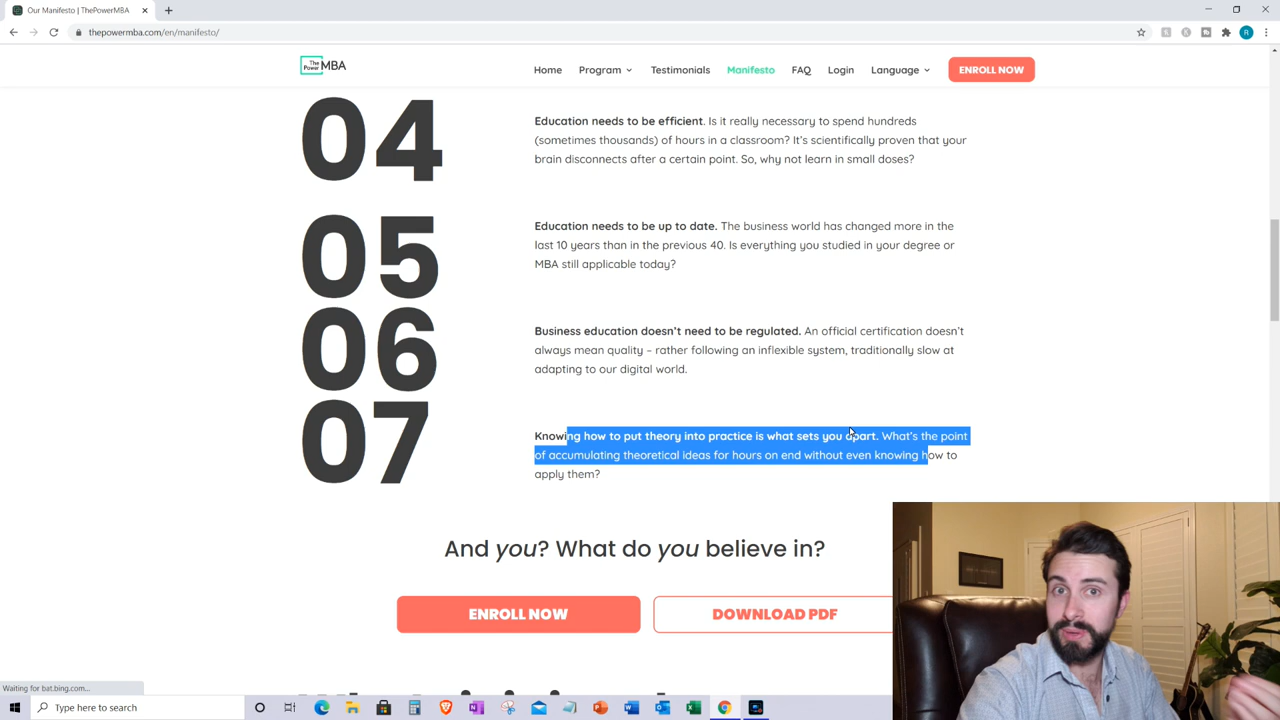 Our Manifesto | ThePowerMBA
thepowermba.com/en/manifesto/
The Power MBA
Home Program Testimonials Manifesto FAQ Login Language ENROLL NOW
04
Education needs to be efficient. Is it really necessary to spend hundreds
(sometimes thousands) of hours in a classroom? It's scientifically proven that your
brain disconnects after a certain point. So, why not learn in small doses?
05
Education needs to be up to date. The business world has changed more in the
last 10 years than in the previous 40. Is everything you studied in your degree or
MBA still applicable today?
06
Business education doesn't need to be regulated. An official certification doesn't
always mean quality – rather following an inflexible system, traditionally slow at
adapting to our digital world.
07
Knowing how to put theory into practice is what sets you apart. What's the point
of accumulating theoretical ideas for hours on end without even knowing how to
apply them?
And you? What do you believe in?
ENROLL NOW DOWNLOAD PDF
Waiting for bat.bing.com...
Type here to search